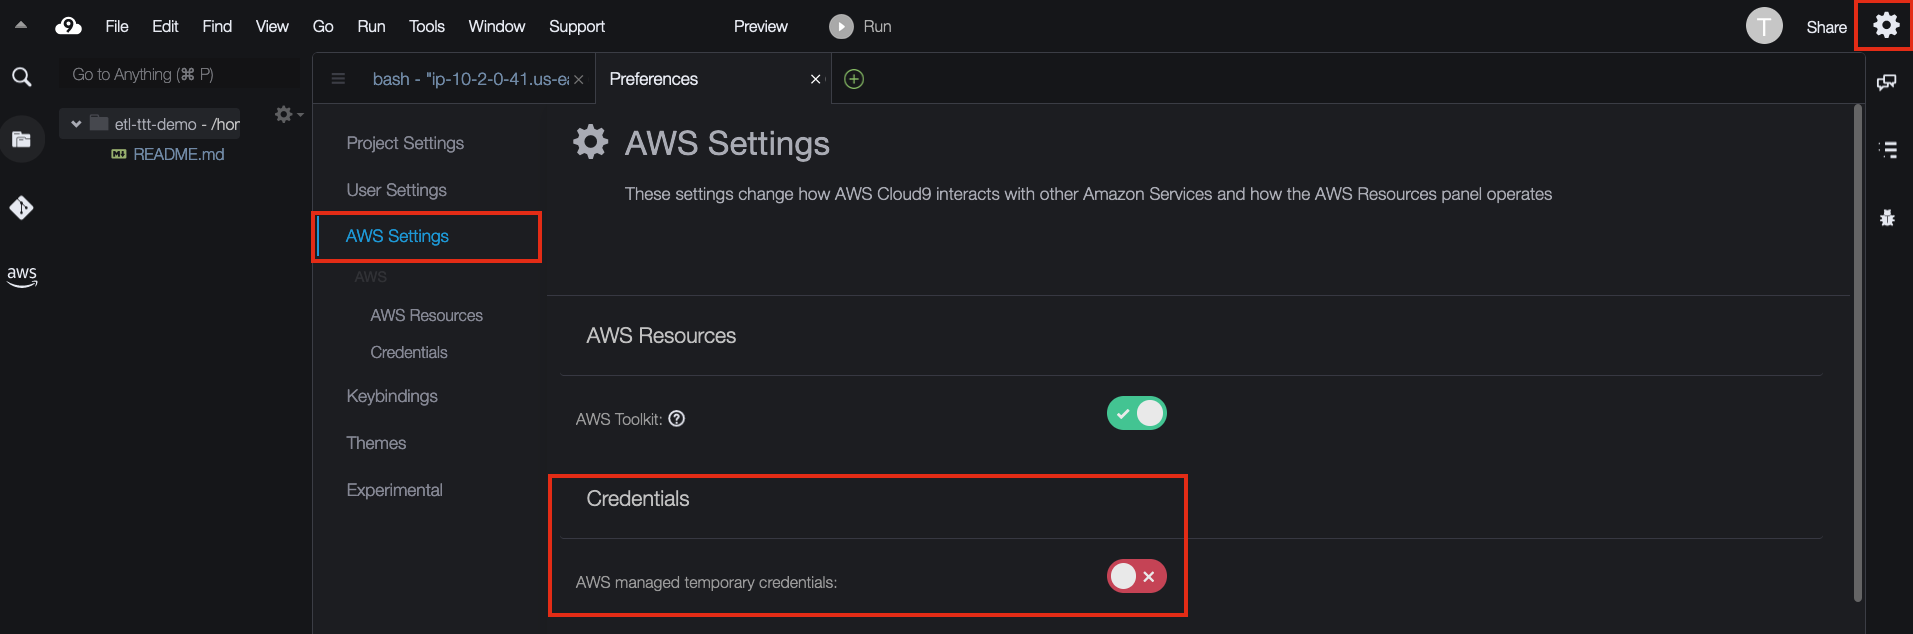 9 File Edit Find View Go Run Tools Window Support Preview Run T Share
Go to Anything (⌘ P)
bash - "ip-10-2-0-41.us-ea
Preferences
etl-ttt-demo - /hor
README.md
aws
Project Settings
User Settings
AWS Settings
AWS
AWS Resources
Credentials
Keybindings
Themes
Experimental
AWS Settings
These settings change how AWS Cloud9 interacts with other Amazon Services and how the AWS Resources panel operates
AWS Resources
AWS Toolkit:
Credentials
AWS managed temporary credentials: